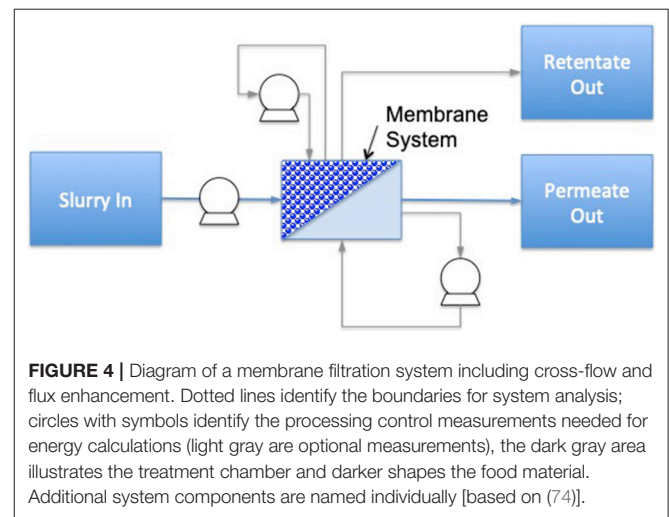 Retentate
Out
Membrane
System
Slurry In
Permeate
Out
FIGURE 4 | Diagram of a membrane filtration system including cross-flow and
flux enhancement. Dotted lines identify the boundaries for system analysis;
circles with symbols identify the processing control measurements needed for
energy calculations (light gray are optional measurements), the dark gray area
illustrates the treatment chamber and darker shapes the food material.
Additional system components are named individually [based on (74)].